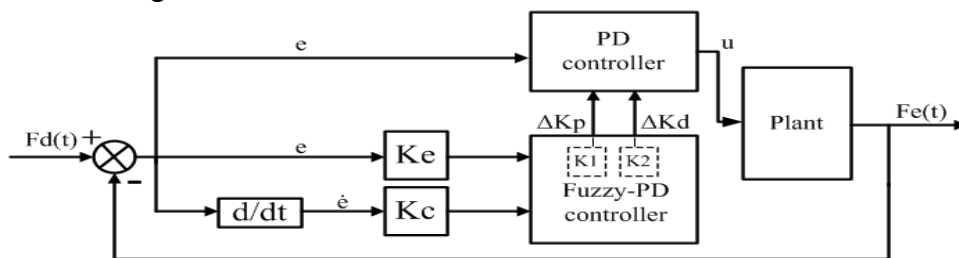 e
PD
controller
u
Fd(t)
+
-
e
Ke
ΔKp
ΔKd
K1
K2
Fuzzy-PD
controller
Plant
Fe(t)
d/dt
ė
Kc